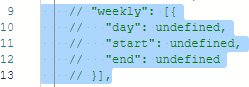 9 // "weekly": [{
10 // "day": undefined,
11 // "start": undefined,
12 // "end": undefined
13 // }],